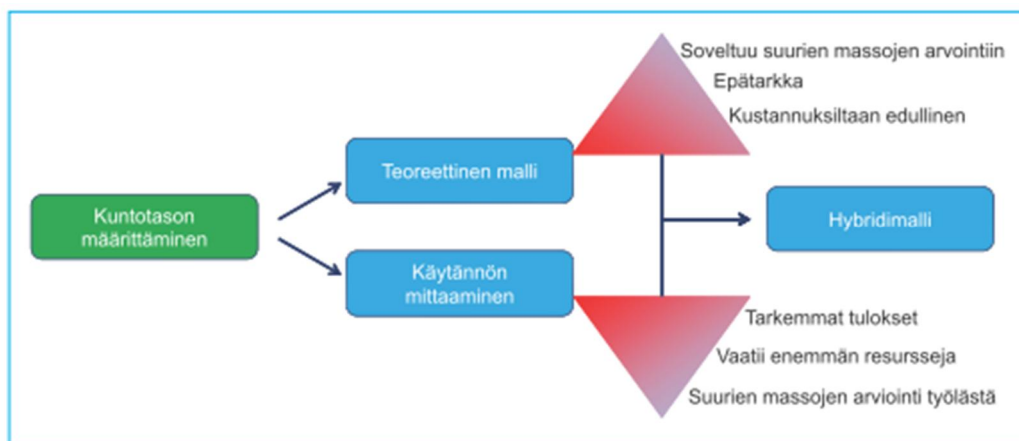 Soveltuu suurien massojen arvointiin
Epätarkka
Kustannuksiltaan edullinen
Teoreettinen malli
Kuntotason
määrittäminen
Hybridimalli
Käytännön
mittaaminen
Tarkemmat tulokset
Vaatii enemmän resursseja
Suurien massojen arviointi työlästä